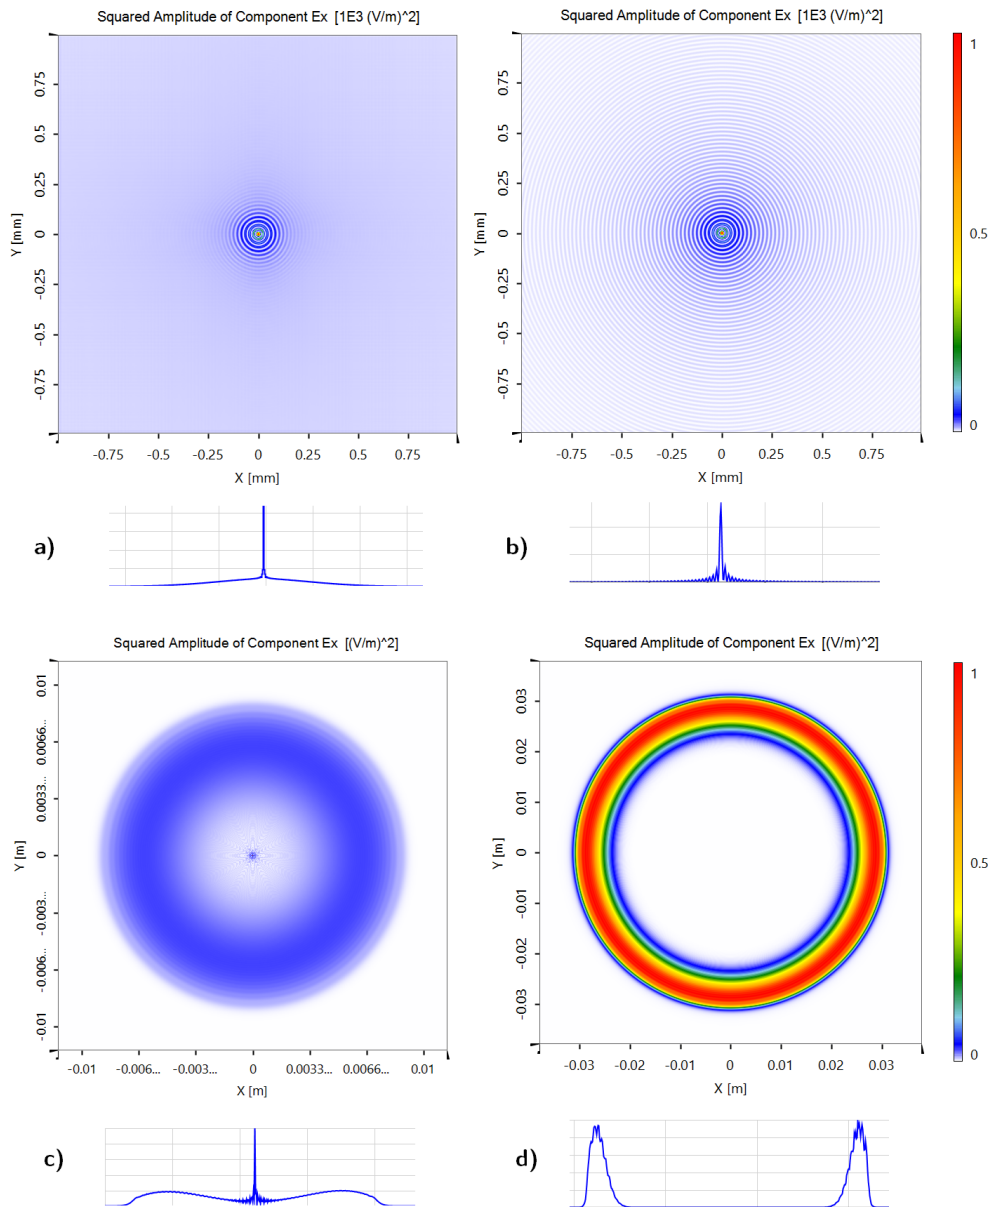 Squared Amplitude of Component Ex [1E3 (V/m)^2]
0.75
0.5
0.25
0
-0.25
-0.5
-0.75
Y [mm]
-0.75 -0.5 -0.25 0 0.25 0.5 0.75
X [mm]
a)
Squared Amplitude of Component Ex [1E3 (V/m)^2]
0.75
0.5
0.25
0
-0.25
-0.5
-0.75
Y [mm]
-0.75 -0.5 -0.25 0 0.25 0.5 0.75
X [mm]
1
0.5
0
b)
Squared Amplitude of Component Ex [(V/m)^2]
0.01
0.0066...
0.0033...
0
-0.003...
-0.006...
-0.01
Y [m]
-0.01 -0.006... -0.003... 0 0.0033... 0.0066... 0.01
X [m]
c)
Squared Amplitude of Component Ex [(V/m)^2]
0.03
0.02
0.01
0
-0.01
-0.02
-0.03
Y [m]
-0.03 -0.02 -0.01 0 0.01 0.02 0.03
X [m]
1
0.5
0
d)